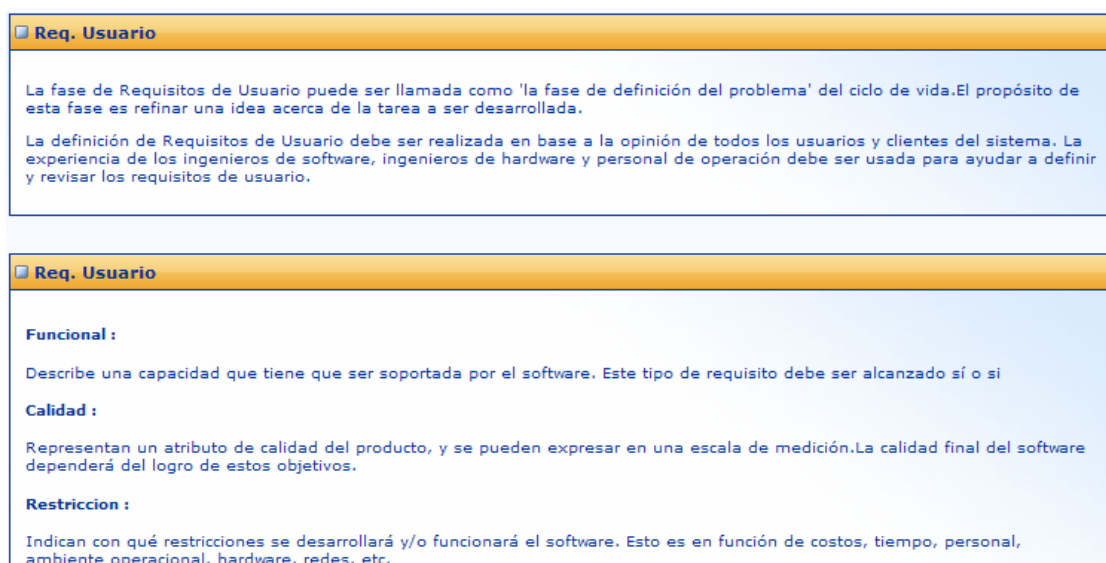 Req. Usuario
La fase de Requisitos de Usuario puede ser llamada como 'la fase de definición del problema' del ciclo de vida.El propósito de
esta fase es refinar una idea acerca de la tarea a ser desarrollada.
La definición de Requisitos de Usuario debe ser realizada en base a la opinión de todos los usuarios y clientes del sistema. La
experiencia de los ingenieros de software, ingenieros de hardware y personal de operación debe ser usada para ayudar a definir
y revisar los requisitos de usuario.
Req. Usuario
Funcional :
Describe una capacidad que tiene que ser soportada por el software. Este tipo de requisito debe ser alcanzado sí o si
Calidad :
Representan un atributo de calidad del producto, y se pueden expresar en una escala de medición.La calidad final del software
dependerá del logro de estos objetivos.
Restriccion :
Indican con qué restricciones se desarrollará y/o funcionará el software. Esto es en función de costos, tiempo, personal,
ambiente operacional, hardware, redes, etc.